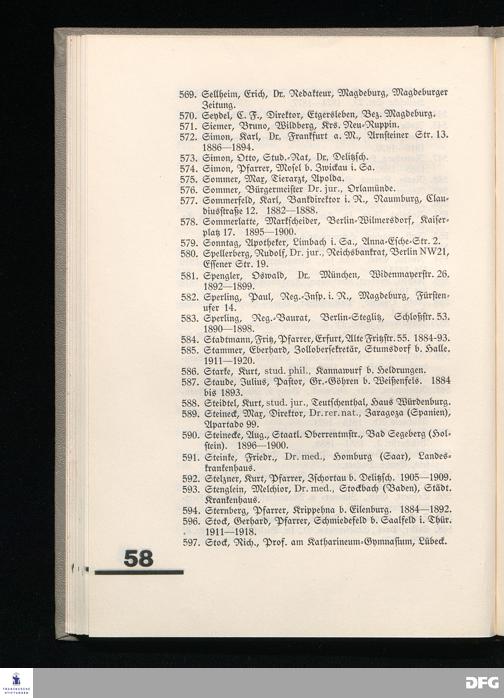 569. Sellheim, Erich, Dr. Redakteur, Magdeburg, Magdeburger
Zeitung.
570. Seydel, C. F., Direktor, Etgersleben, Bez. Magdeburg.
571. Siemer, Bruno, Wildberg, Krs. Neu-Ruppin.
572. Simon, Karl, Dr. Frankfurt a. M., Arnsteiner Str. 13.
1886—1894.
573. Simon, Otto, Stud.-Rat, Dr. Delitzsch.
574. Simon, Pfarrer, Mosel b. Zwickau i. Sa.
575. Sommer, Max, Tierarzt, Apolda.
576. Sommer, Bürgermeister Dr. jur., Orlamünde.
577. Sommerfeld, Karl, Bankdirektor i. R., Naumburg, Clau-
diusstraße 12. 1882—1888.
578. Sommerlatte, Markscheider, Berlin-Wilmersdorf, Kaiser-
platz 17. 1895—1900.
579. Sonntag, Apotheker, Limbach i. Sa., Anna-Esche-Str. 2.
580. Spellerberg, Rudolf, Dr. jur., Reichsbankrat, Berlin NW21,
Essener Str. 19.
581. Spengler, Oswald, Dr. München, Widenmayerstr. 26.
1892—1899.
582. Sperling, Paul, Reg.-Insp. i. R., Magdeburg, Fürsten-
ufer 14.
583. Sperling, Reg.-Baurat, Berlin-Steglitz, Schloßstr. 53.
1890—1898.
584. Stadtmann, Fritz, Pfarrer, Erfurt, Alte Fritzstr. 55. 1884-93.
585. Stammer, Eberhard, Zollobersekretär, Stumsdorf b. Halle.
1911—1920.
586. Starke, Kurt, stud. phil., Kannawurf b. Heldrungen.
587. Staude, Julius, Pastor, Gr.-Göhren b. Weißenfels. 1884
bis 1893.
588. Steidtel, Kurt, stud. jur., Teutschenthal, Haus Würdenburg.
589. Steineck, Max, Direktor, Dr. rer. nat., Zaragoza (Spanien),
Apartado 99.
590. Steinecke, Aug., Staatl. Oberrentmstr., Bad Segeberg (Hol-
stein). 1896—1900.
591. Steinke, Friedr., Dr. med., Homburg (Saar), Landes-
krankenhaus.
592. Stelzner, Kurt, Pfarrer, Zschortau b. Delitzsch. 1905—1909.
593. Stenglein, Melchior, Dr. med., Stockbach (Baden), Städt.
Krankenhaus.
594. Sternberg, Pfarrer, Krippehna b. Eilenburg. 1884—1892.
596. Stock, Gerhard, Pfarrer, Schmiedefeld b. Saalfeld i. Thür.
1911—1918.
597. Stock, Rich., Prof. am Katharineum-Gymnasium, Lübeck.
58
FRANCKESCHE
STIFTUNGEN
DFG